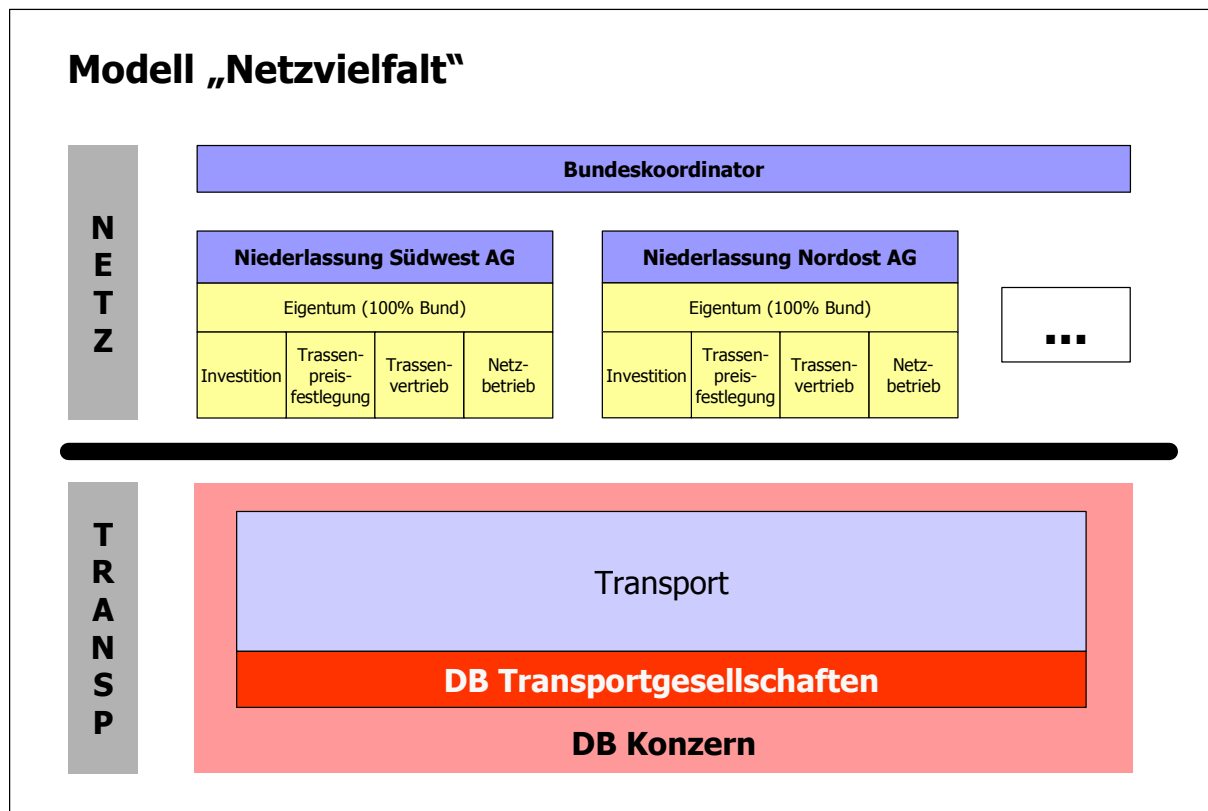 Modell „Netzvielfalt“
N
E
T
Z
Bundeskoordinator
Niederlassung Südwest AG
Eigentum (100% Bund)
Investition
Trassen-
preis-
festlegung
Trassen-
vertrieb
Netz-
betrieb
Niederlassung Nordost AG
Eigentum (100% Bund)
Investition
Trassen-
preis-
festlegung
Trassen-
vertrieb
Netz-
betrieb
...
T
R
A
N
S
P
Transport
DB Transportgesellschaften
DB Konzern